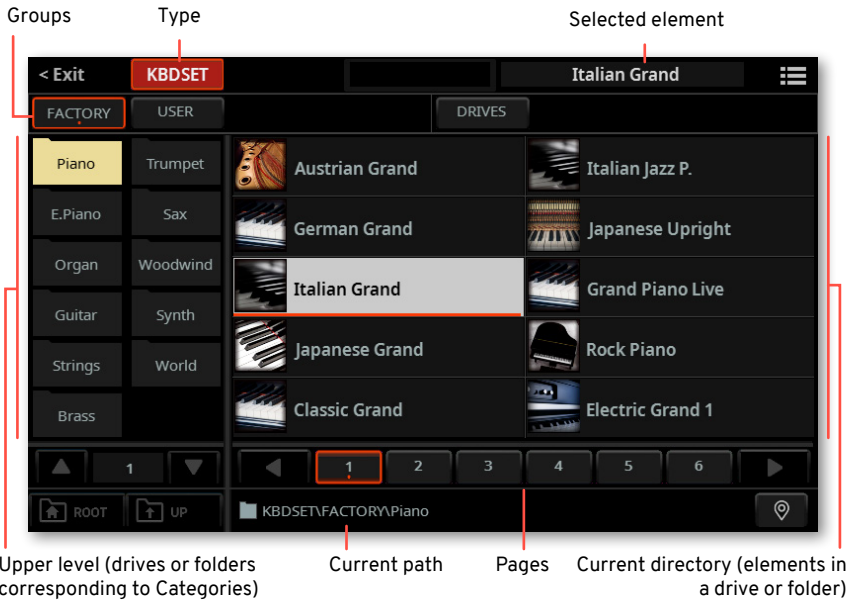 Groups
Type
Selected element
< Exit
KBDSET
Italian Grand
FACTORY
USER
DRIVES
Piano
Trumpet
E.Piano
Sax
Organ
Woodwind
Guitar
Synth
Strings
World
Brass
Austrian Grand
Italian Jazz P.
German Grand
Japanese Upright
Italian Grand
Grand Piano Live
Japanese Grand
Rock Piano
Classic Grand
Electric Grand 1
1
1
2
3
4
5
6
ROOT
UP
KBDSET\FACTORY\Piano
Upper level (drives or folders
corresponding to Categories)
Current path
Pages
Current directory (elements in
a drive or folder)